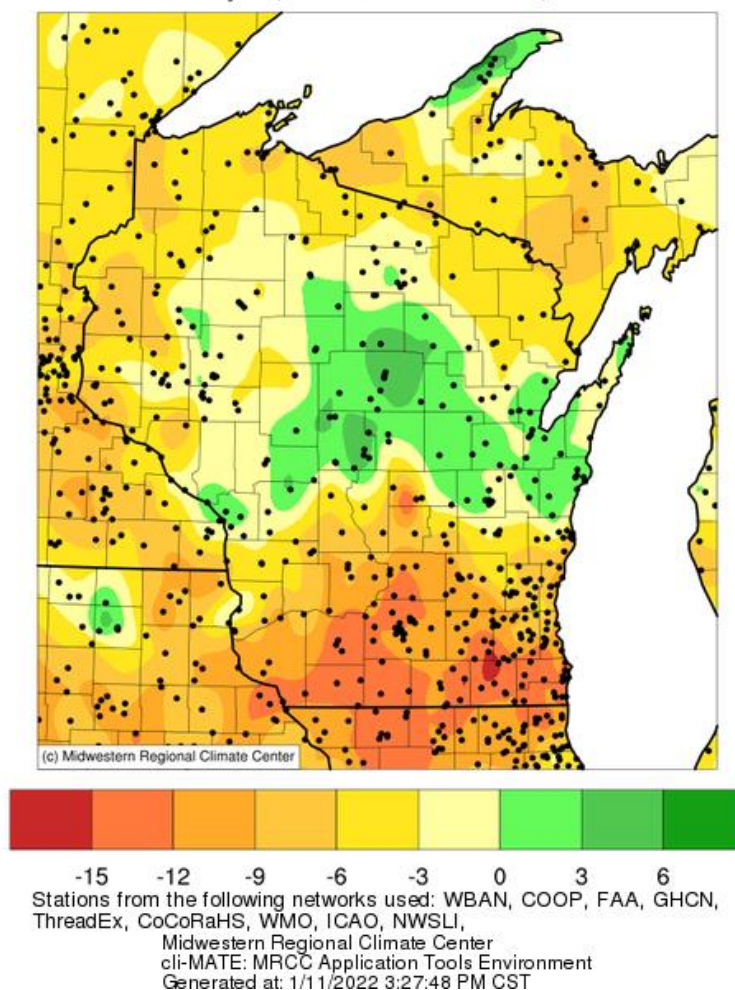 (c) Midwestern Regional Climate Center
-15 -12 -9 -6 -3 0 3 6
Stations from the following networks used: WBAN, COOP, FAA, GHCN,
ThreadEx, CoCoRaHS, WMO, ICAO, NWSLI,
Midwestern Regional Climate Center
cli-MATE: MRCC Application Tools Environment
Generated at: 1/11/2022 3:27:48 PM CST